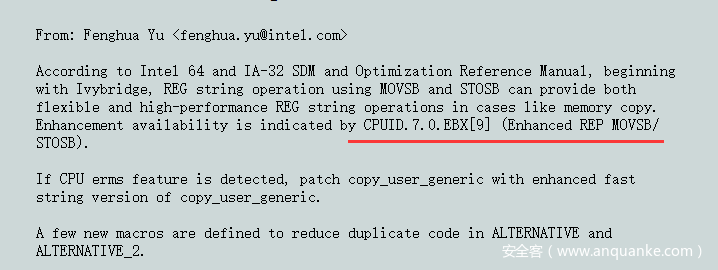 From: Fenghua Yu <fenghua.yu@intel.com>
According to Intel 64 and IA-32 SDM and Optimization Reference Manual, beginning
with Ivybridge, REG string operation using MOVSB and STOSB can provide both
flexible and high-performance REG string operations in cases like memory copy.
Enhancement availability is indicated by CPUID.7.0.EBX[9] (Enhanced REP MOVSB/
STOSB).
If CPU erms feature is detected, patch copy_user_generic with enhanced fast
string version of copy_user_generic.
A few new macros are defined to reduce duplicate code in ALTERNATIVE and
ALTERNATIVE_2.
安全客（www.anquanke.com）